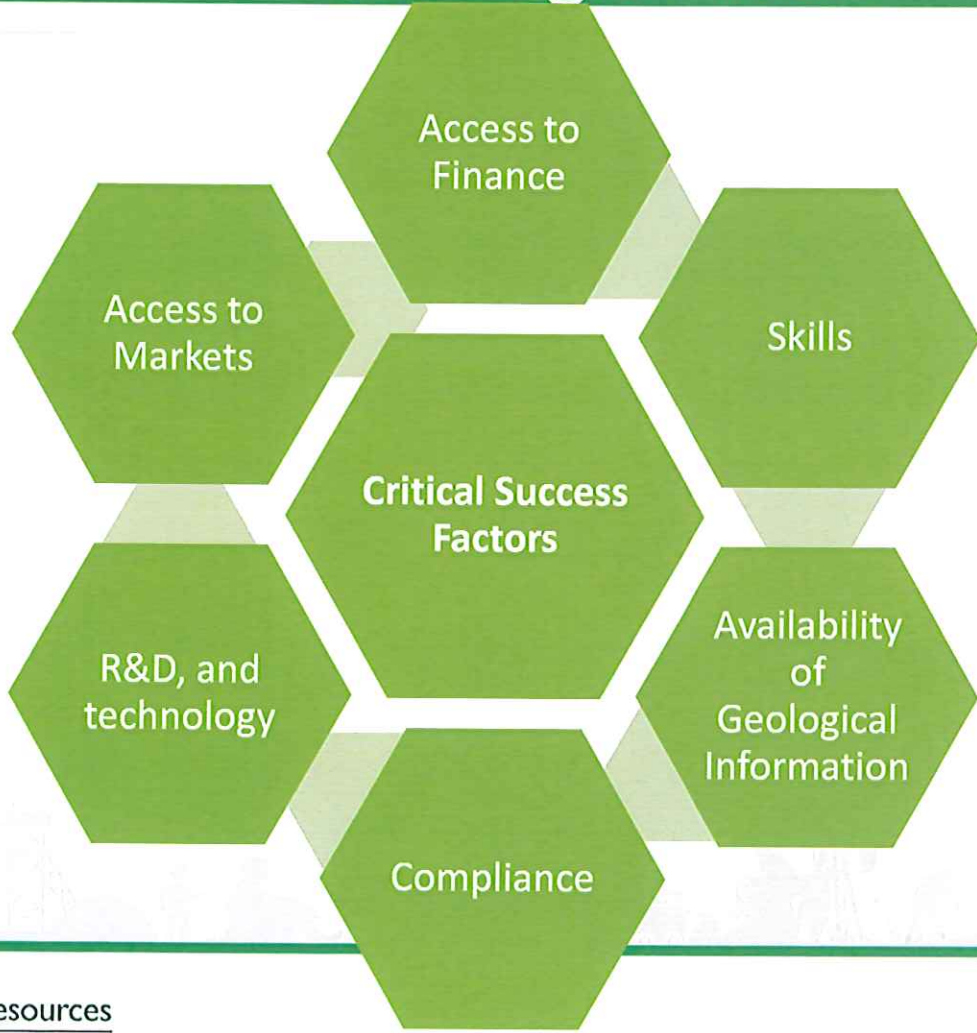 Access to
Finance
Access to
Markets
Skills
Critical Success
Factors
R&D, and
technology
Availability
of
Geological
Information
Compliance
esources